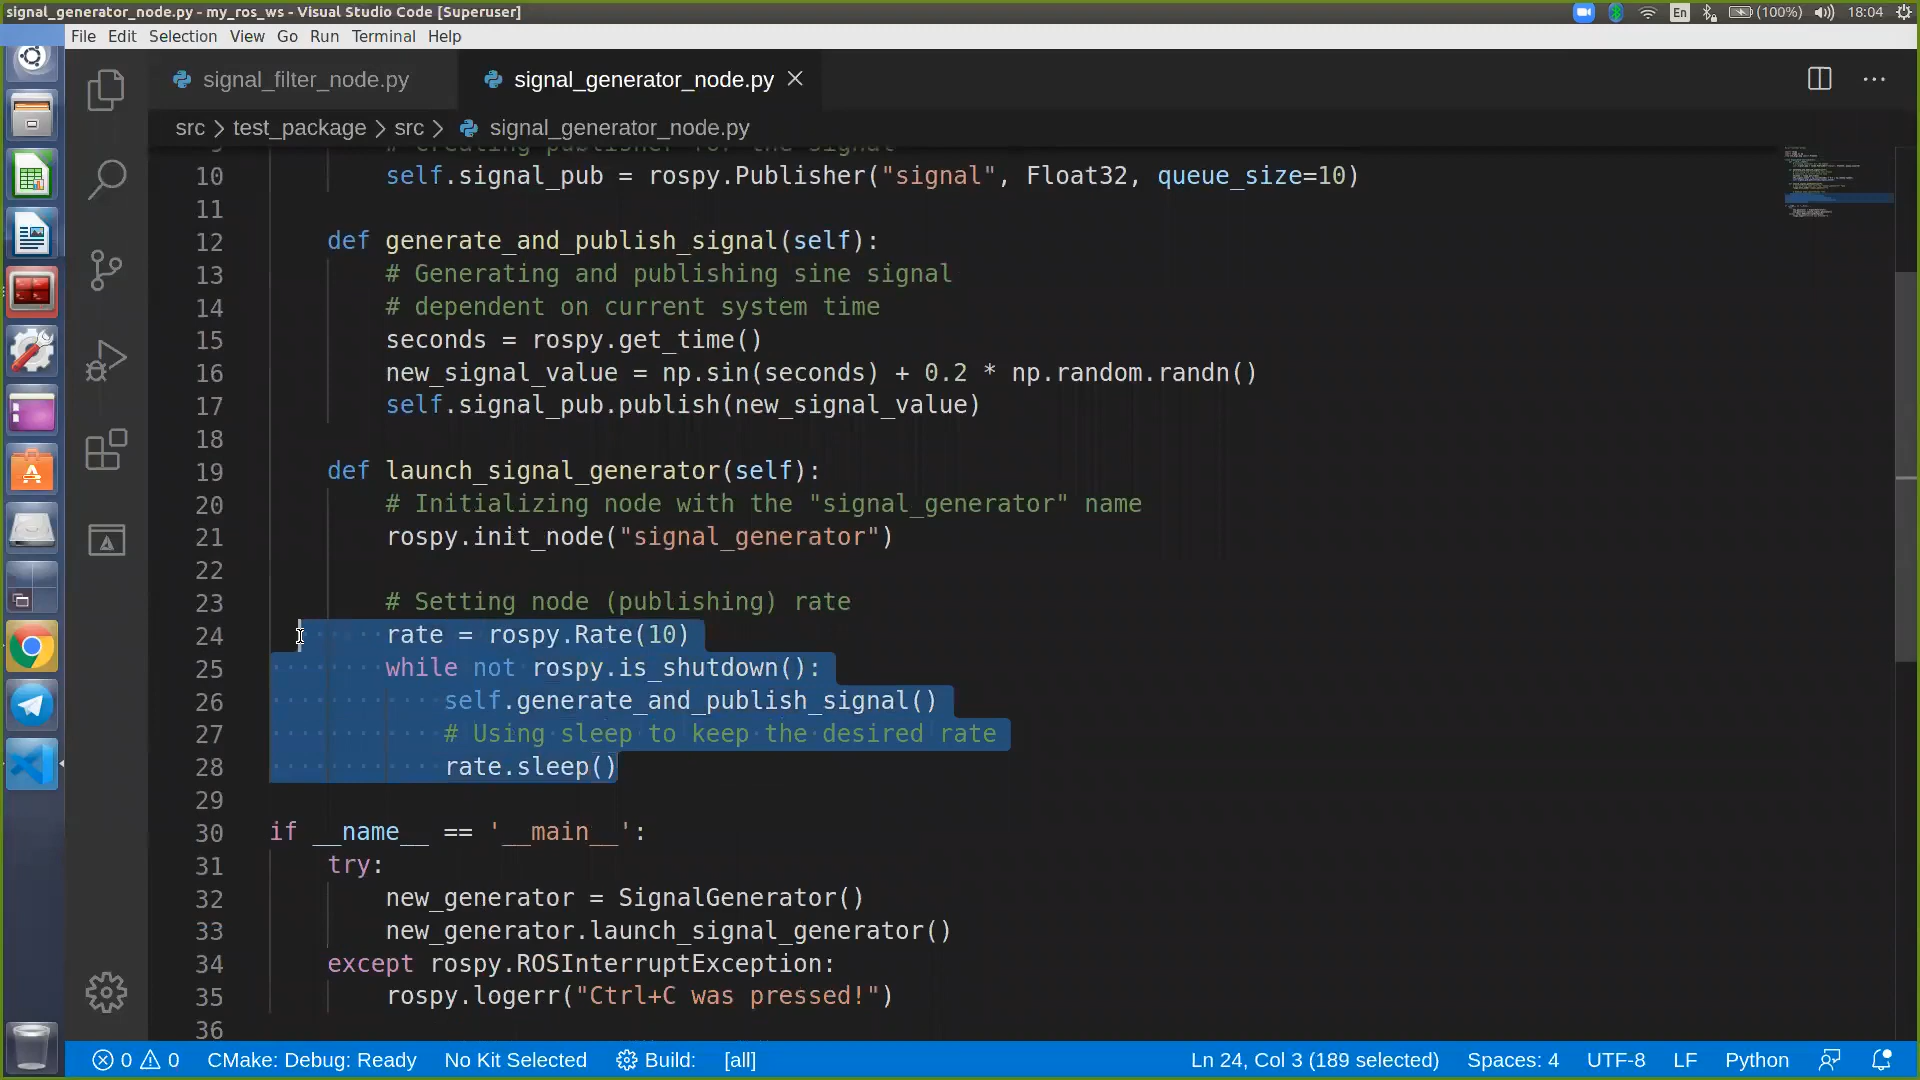 signal_generator_node.py - my_ros_ws - Visual Studio Code [Superuser]
En
(100%)
18:04
File Edit Selection View Go Run Terminal Help
signal_filter_node.py
signal_generator_node.py
src > test_package > src > signal_generator_node.py
9 # Creating publisher for the signal
10 self.signal_pub = rospy.Publisher("signal", Float32, queue_size=10)
11
12 def generate_and_publish_signal(self):
13 # Generating and publishing sine signal
14 # dependent on current system time
15 seconds = rospy.get_time()
16 new_signal_value = np.sin(seconds) + 0.2 * np.random.randn()
17 self.signal_pub.publish(new_signal_value)
18
19 def launch_signal_generator(self):
20 # Initializing node with the "signal_generator" name
21 rospy.init_node("signal_generator")
22
23 # Setting node (publishing) rate
24 rate = rospy.Rate(10)
25 while not rospy.is_shutdown():
26 self.generate_and_publish_signal()
27 # Using sleep to keep the desired rate
28 rate.sleep()
29
30 if __name__ == '__main__':
31 try:
32 new_generator = SignalGenerator()
33 new_generator.launch_signal_generator()
34 except rospy.ROSInterruptException:
35 rospy.logerr("Ctrl+C was pressed!")
36
0 0 CMake: Debug: Ready No Kit Selected Build: [all] Ln 24, Col 3 (189 selected) Spaces: 4 UTF-8 LF Python